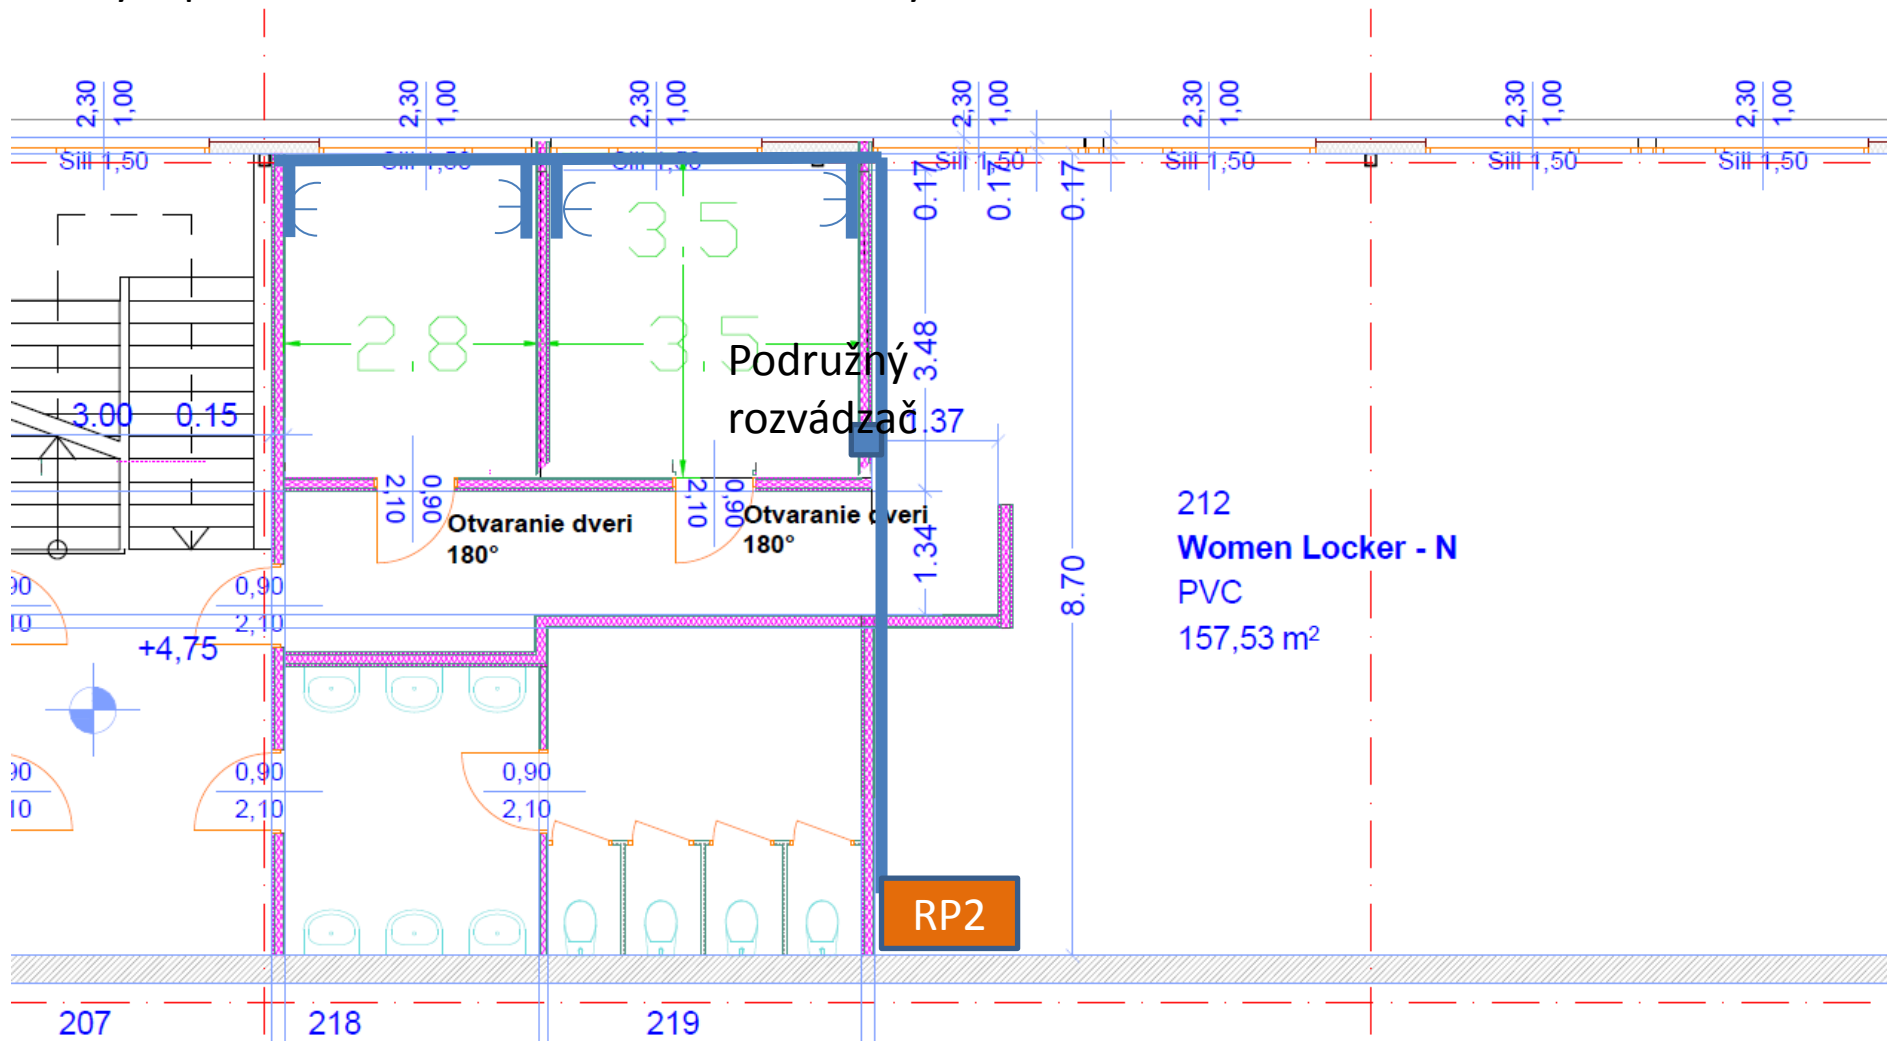 2,30
1,00
2,30
1,00
2,30
1,00
2,30
1,00
2,30
1,00
2,30
1,00
2,30
1,00
Sill 1,50
Sill 1,50
Sill 1,50
Sill 1,50
Sill 1,50
Sill 1,50
Sill 1,50
0.17
0.17
0.17
3.5
2.8
3.5
3.48
Podružný
rozvádzač
1.37
3.00
0.15
2,10
0,90
2,10
0,90
Otvaranie dveri
180°
Otvaranie dveri
180°
1.34
8.70
212
Women Locker - N
PVC
157,53 m²
0,90
2,10
+4,75
0,90
2,10
0,90
2,10
RP2
207
218
219